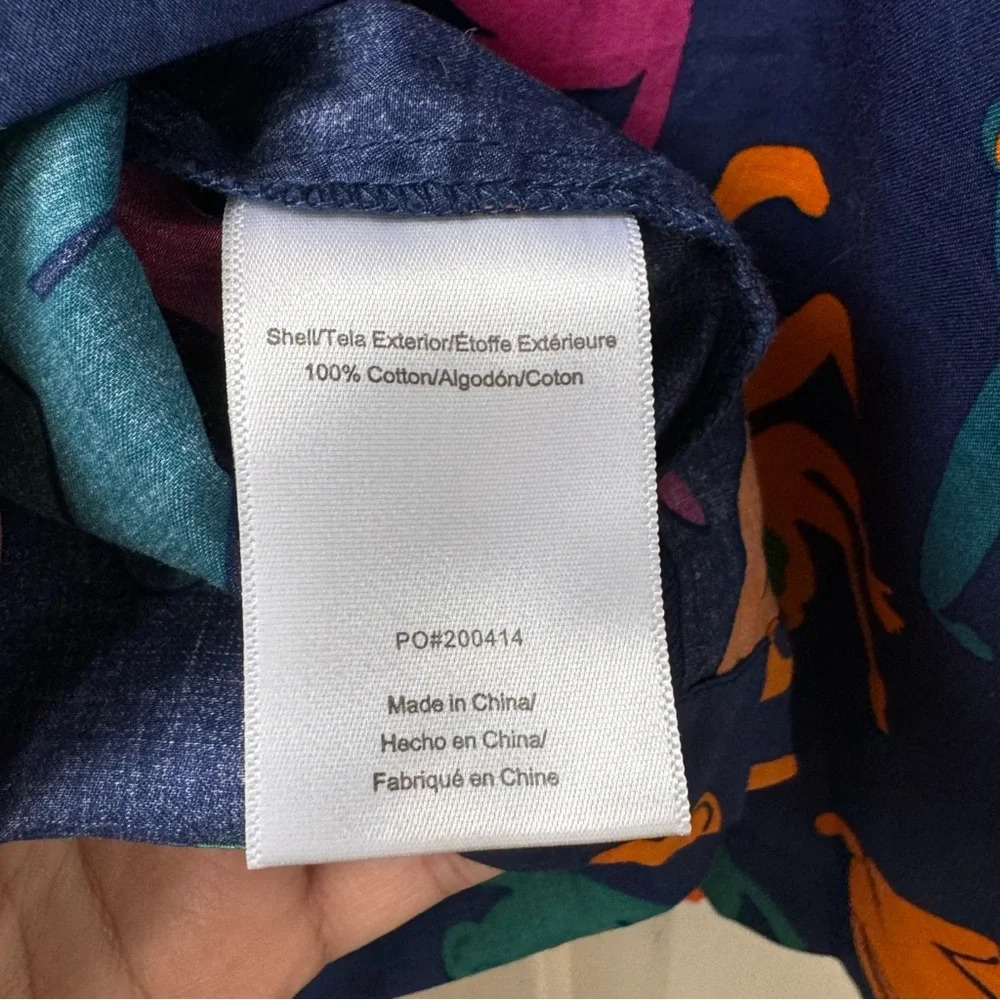 Shell/Tela Exterior/Étoffe Extérieure
100% Cotton/Algodón/Coton
PO#200414
Made in China/
Hecho en China/
Fabriqué en Chine